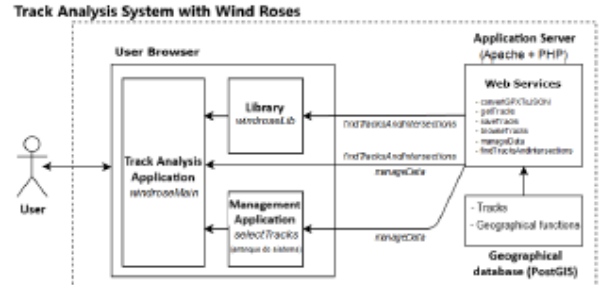 Track Analysis System with Wind Roses
Application Server
(Apache + PHP)
User Browser
Web Services
- convertGPXToJSON
- getTracks
- saveTracks
- browseTracks
- manageData
- findTracksAndIntersections
Library
windroseLib
findTracksAndIntersections
Track Analysis
Application
windroseMain
findTracksAndIntersections
manageData
User
Management
Application
selectTracks
manageData
- Tracks
- Geographical functions
Geographical
database (PostGIS)